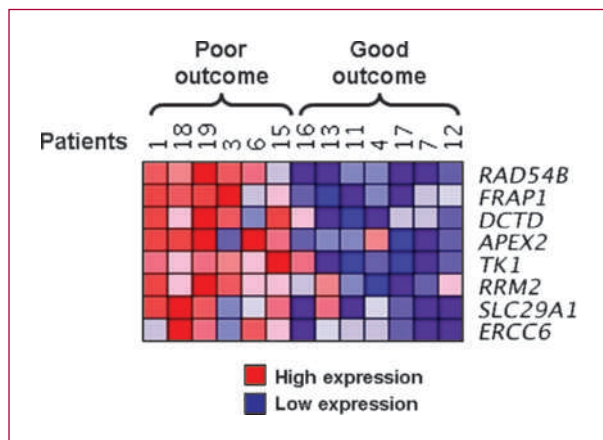 Poor outcome
Good outcome
Patients
1 18 19 3 6 15 16 13 11 4 17 7 12
RAD54B
FRAP1
DCTD
APEX2
TK1
RRM2
SLC29A1
ERCC6
High expression
Low expression